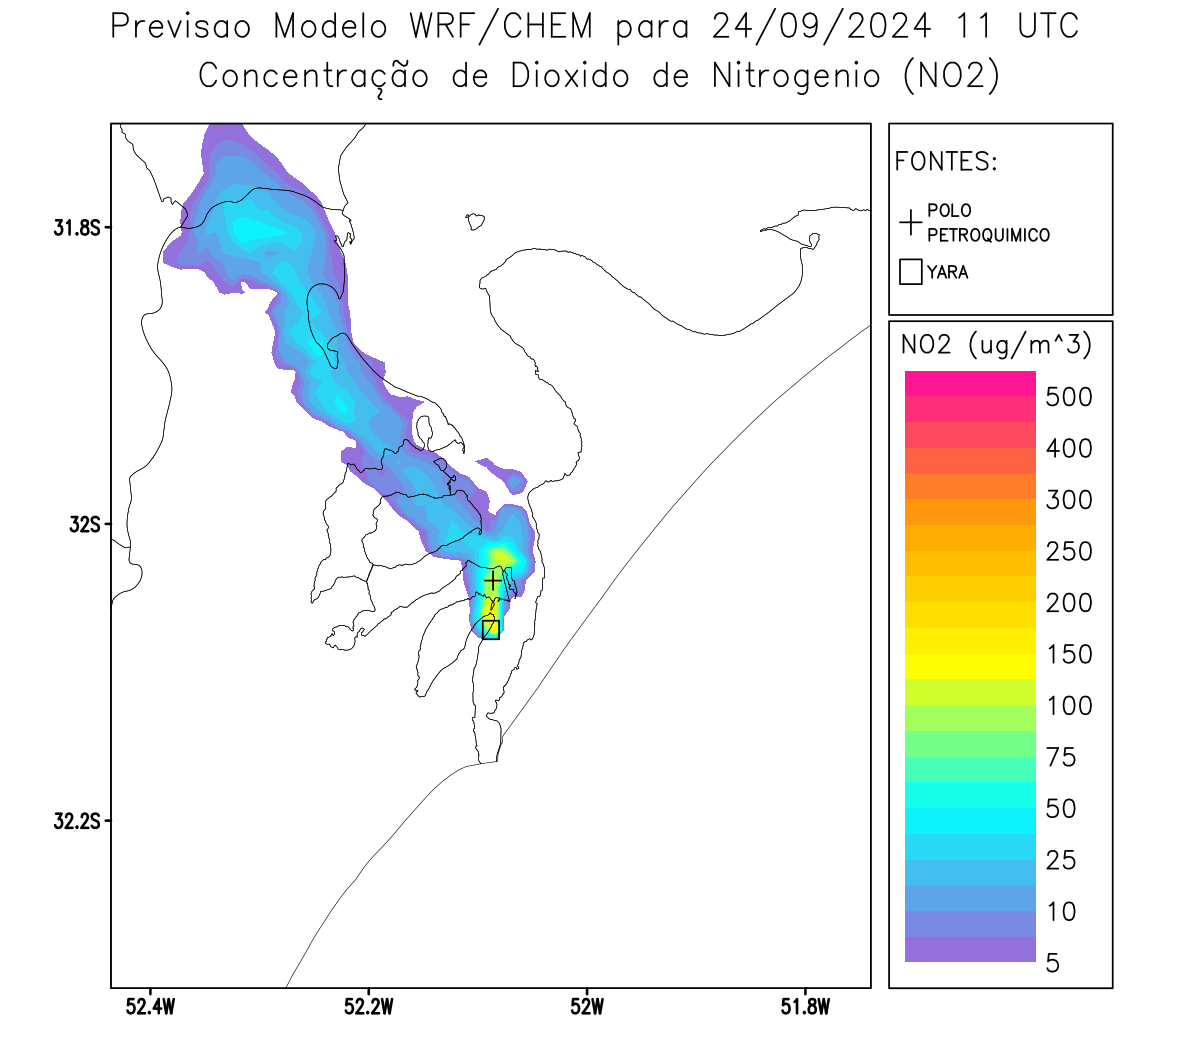 Previsao Modelo WRF/CHEM para 24/09/2024 11 UTC
Concentração de Dioxido de Nitrogenio (NO2)
FONTES:
POLO
PETROQUIMICO
YARA
NO2 (ug/m^3)
500
400
300
250
200
150
100
75
50
25
10
5
31.8S
32S
32.2S
52.4W
52.2W
52W
51.8W